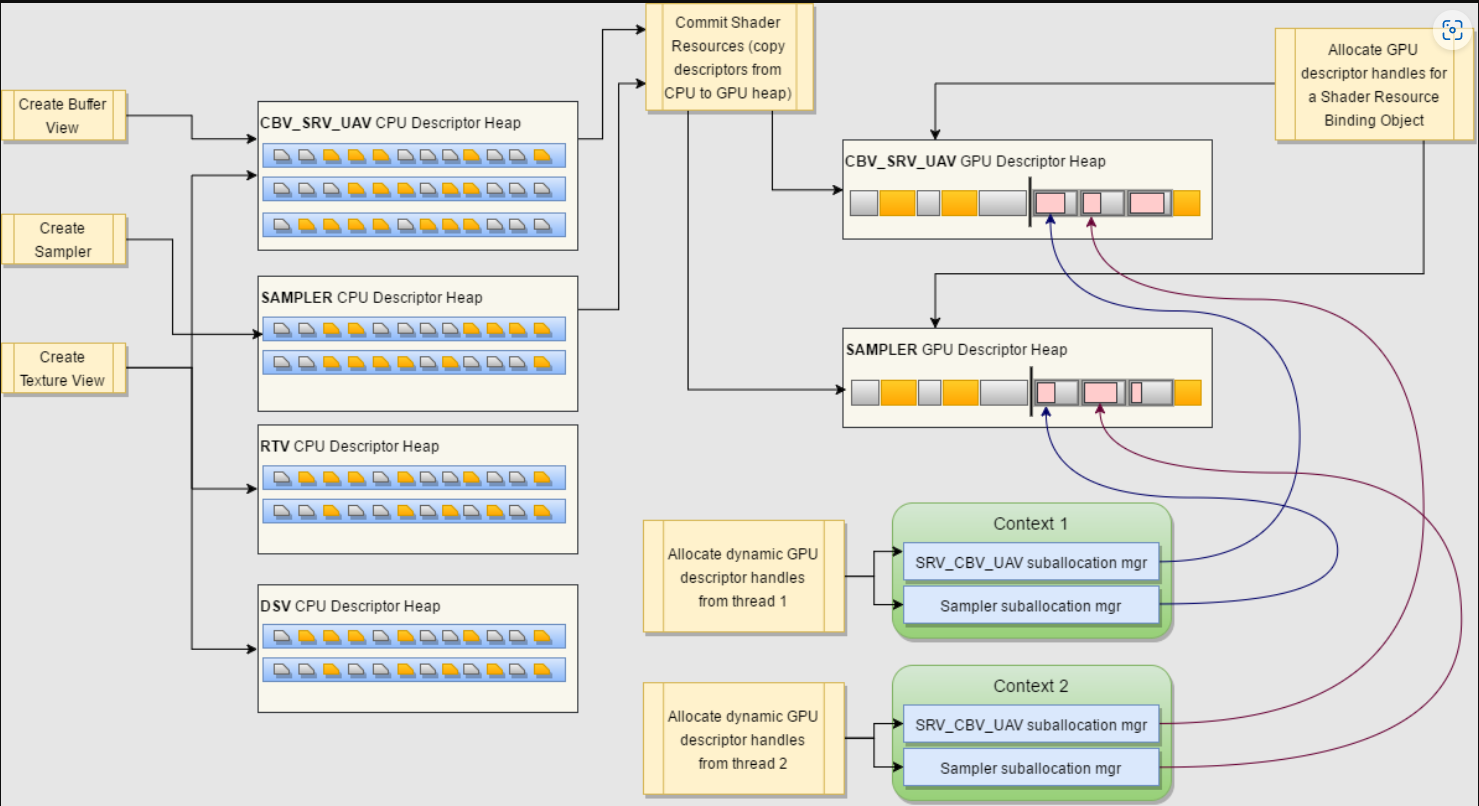 Create Buffer
View
Create
Sampler
Create
Texture View
CBV_SRV_UAV CPU Descriptor Heap
SAMPLER CPU Descriptor Heap
RTV CPU Descriptor Heap
DSV CPU Descriptor Heap
Commit Shader
Resources (copy
descriptors from
CPU to GPU heap)
Allocate GPU
descriptor handles for
a Shader Resource
Binding Object
CBV_SRV_UAV GPU Descriptor Heap
SAMPLER GPU Descriptor Heap
Allocate dynamic GPU
descriptor handles
from thread 1
Context 1
SRV_CBV_UAV suballocation mgr
Sampler suballocation mgr
Allocate dynamic GPU
descriptor handles
from thread 2
Context 2
SRV_CBV_UAV suballocation mgr
Sampler suballocation mgr